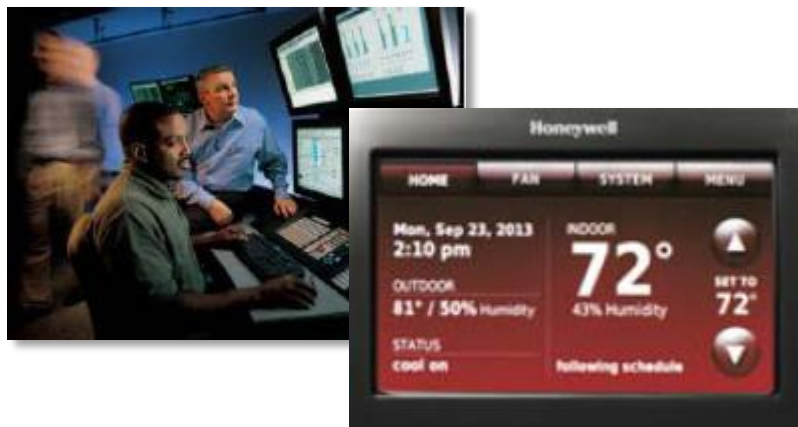 Honeywell
HOME FAN SYSTEM MENU
Mon, Sep 23, 2013
2:10 pm
OUTDOOR
81° / 50% Humidity
STATUS
cool on
INDOOR
72°
43% Humidity
following schedule
SET TO
72°